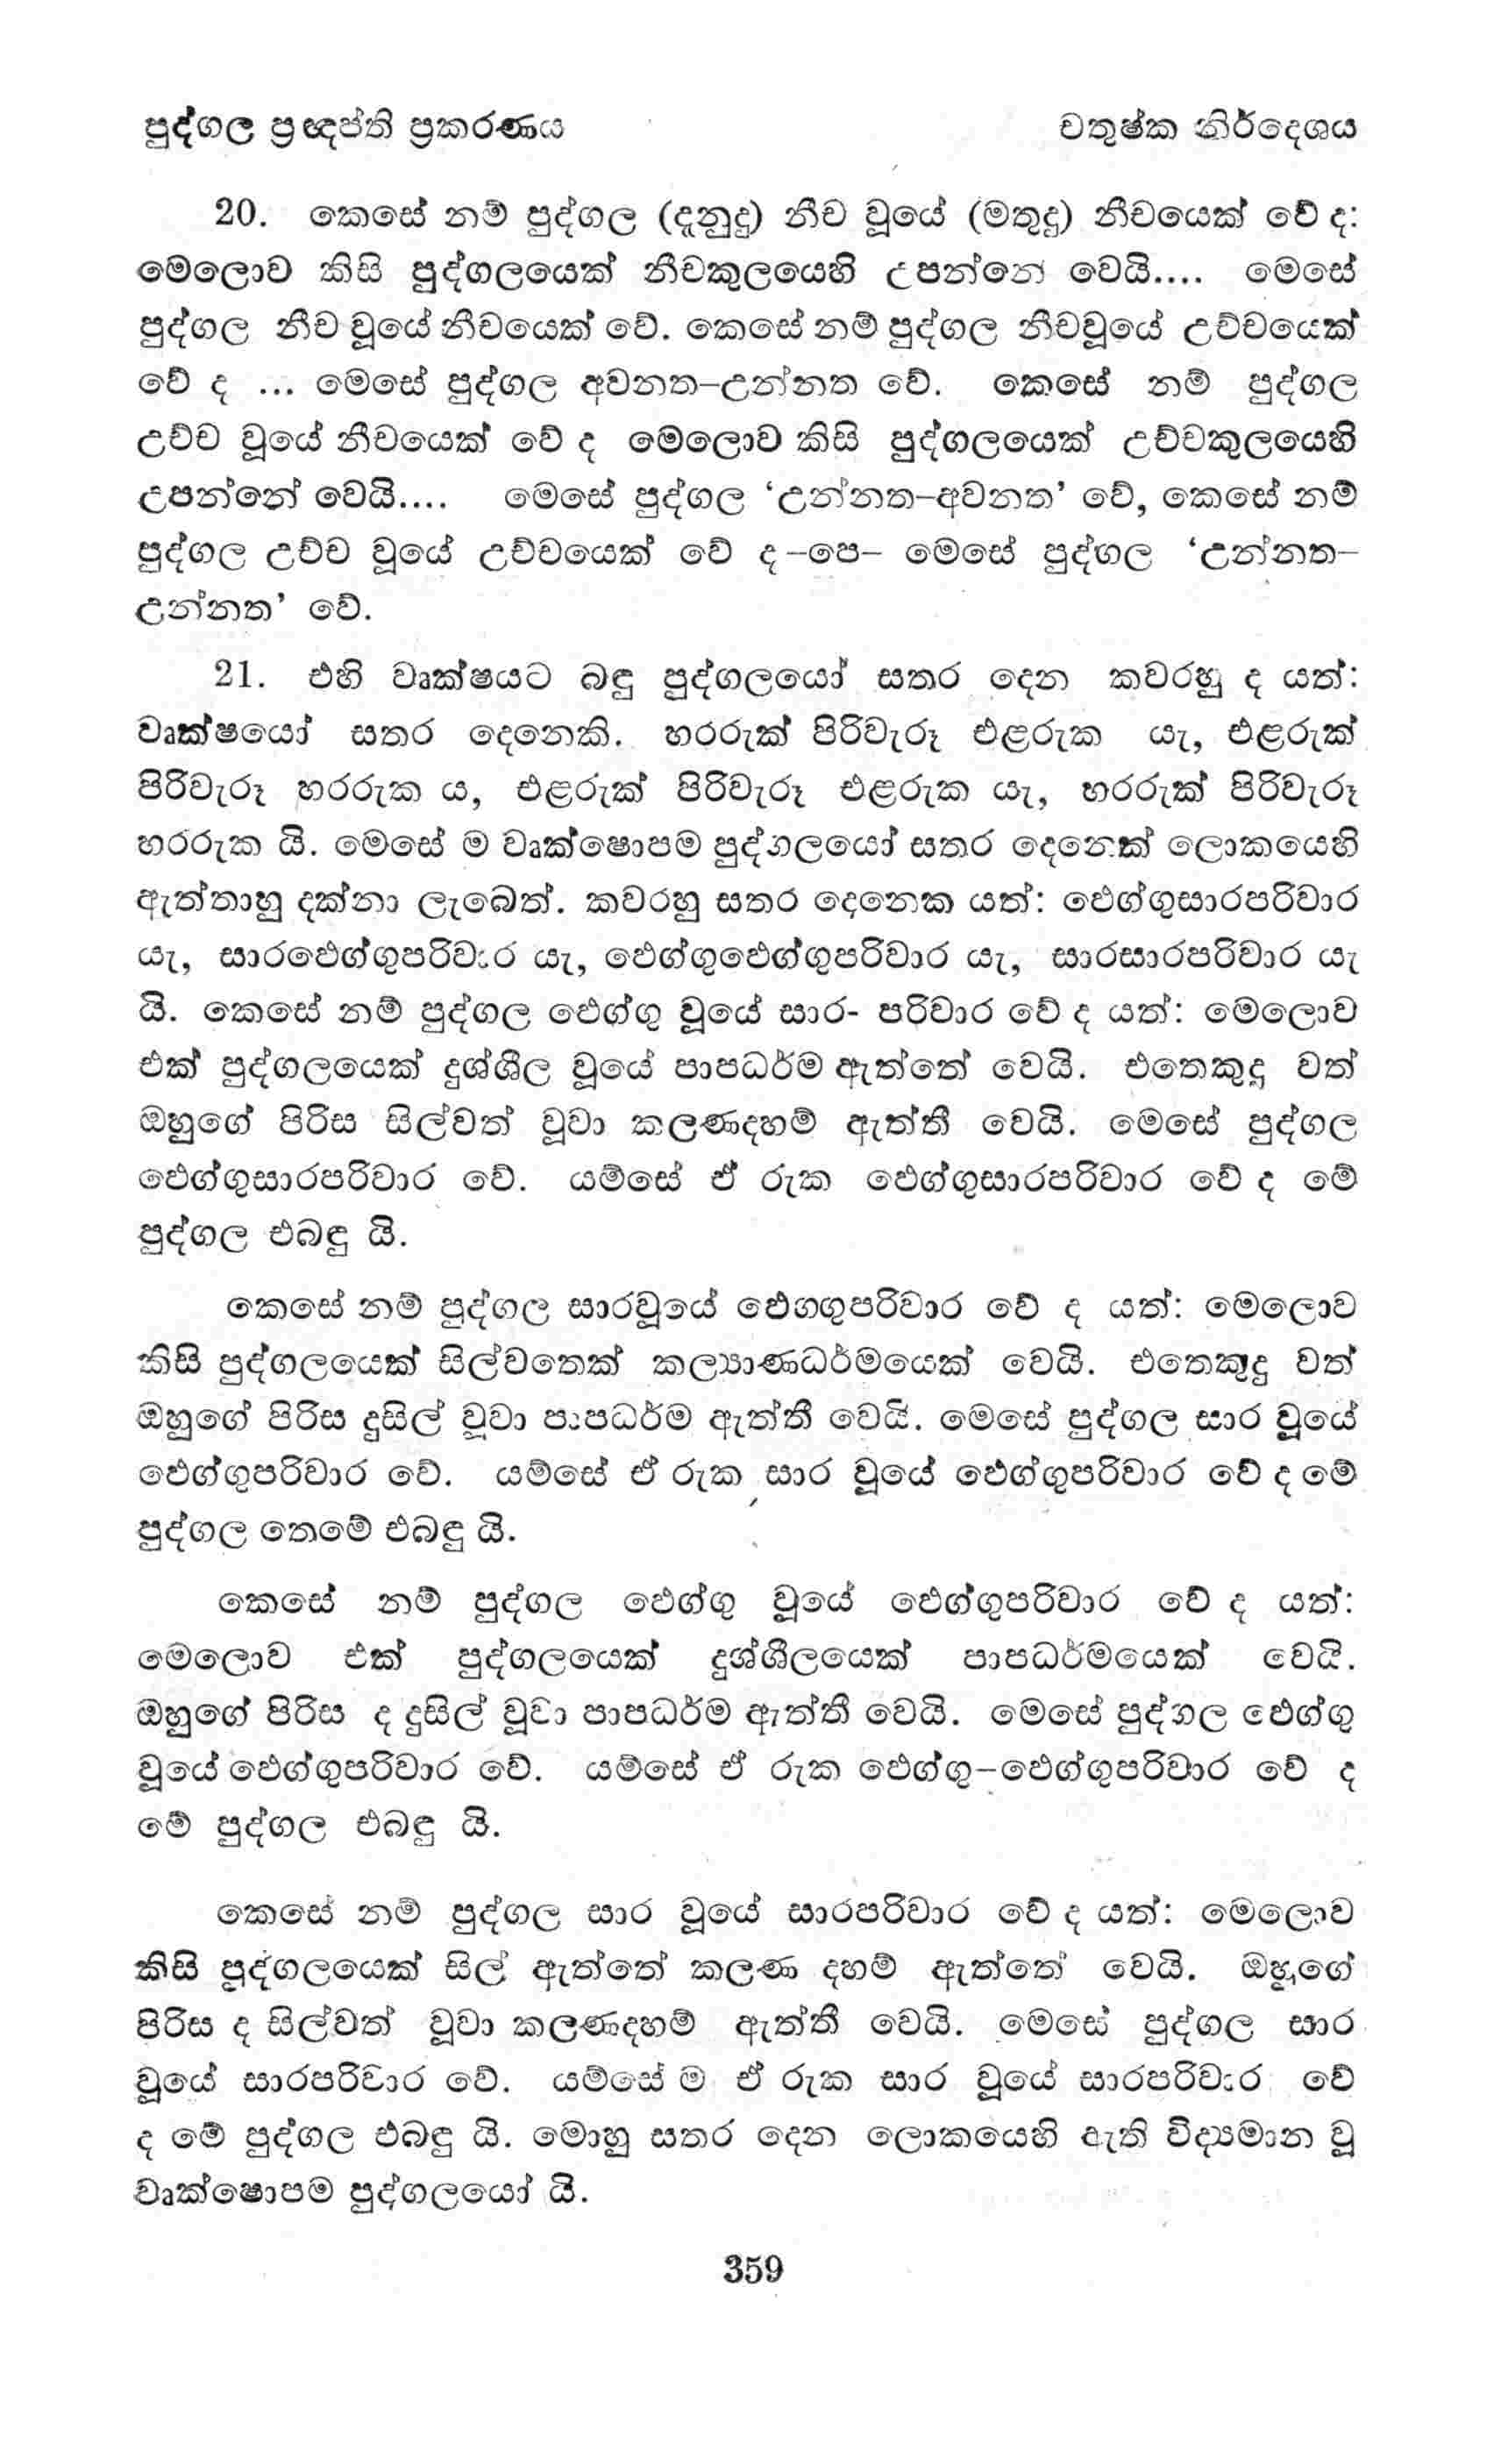 පුද්ගල ප්‍රඥප්ති ප්‍රකරණය
චතුෂ්ක නිර්දෙශය
20. කෙසේ නම් පුද්ගල (දැනුදු) නීච වූයේ (මතුදු) නීචයෙක් වේ ද:
මෙලොව කිසි පුද්ගලයෙක් නීචකුලයෙහි උපන්නේ වෙයි.... මෙසේ
පුද්ගල නීච වූයේ නීචයෙක් වේ. කෙසේ නම් පුද්ගල නීචවූයේ උච්චයෙක්
වේ ද ... මෙසේ පුද්ගල අවනත–උන්නත වේ. කෙසේ නම් පුද්ගල
උච්ච වූයේ නීචයෙක් වේ ද මෙලොව කිසි පුද්ගලයෙක් උච්චකුලයෙහි
උපන්නේ වෙයි.... මෙසේ පුද්ගල ‘උන්නත–අවනත’ වේ, කෙසේ නම්
පුද්ගල උච්ච වූයේ උච්චයෙක් වේ ද –පෙ– මෙසේ පුද්ගල ‘උන්නත–
උන්නත’ වේ.
21. එහි වෘක්ෂයට බඳු පුද්ගලයෝ සතර දෙන කවරහු ද යත්:
වෘක්ෂයෝ සතර දෙනෙකි. හරරුක් පිරිවැරූ එළරුක යැ, එළරුක්
පිරිවැරූ හරරුක ය, එළරුක් පිරිවැරූ එළරුක යැ, හරරුක් පිරිවැරූ
හරරුක යි. මෙසේ ම වෘක්ෂොපම පුද්ගලයෝ සතර දෙනෙක් ලොකයෙහි
ඇත්තාහු දක්නා ලැබෙත්. කවරහු සතර දෙනෙක යත්: ඵෙග්ගුසාරපරිවාර
යැ, සාරඵෙග්ගුපරිවාර යැ, ඵෙග්ගුඵෙග්ගුපරිවාර යැ, සාරසාරපරිවාර යැ
යි. කෙසේ නම් පුද්ගල ඵෙග්ගු වූයේ සාර- පරිවාර වේ ද යත්: මෙලොව
එක් පුද්ගලයෙක් දුශ්ශීල වූයේ පාපධර්ම ඇත්තේ වෙයි. එතෙකුදු වත්
ඔහුගේ පිරිස සිල්වත් වූවා කලණදහම් ඇත්තී වෙයි. මෙසේ පුද්ගල
ඵෙග්ගුසාරපරිවාර වේ. යම්සේ ඒ රුක ඵෙග්ගුසාරපරිවාර වේ ද මේ
පුද්ගල එබඳු යි.
කෙසේ නම් පුද්ගල සාරවූයේ ඵෙගගුපරිවාර වේ ද යත්: මෙලොව
කිසි පුද්ගලයෙක් සිල්වතෙක් කල්‍යාණධර්මයෙක් වෙයි. එතෙකුදු වත්
ඔහුගේ පිරිස දුසිල් වූවා පාපධර්ම ඇත්තී වෙයි. මෙසේ පුද්ගල සාර වූයේ
ඵෙග්ගුපරිවාර වේ. යම්සේ ඒ රුක සාර වූයේ ඵෙග්ගුපරිවාර වේ ද මේ
පුද්ගල තෙමේ එබඳු යි.
කෙසේ නම් පුද්ගල ඵෙග්ගු වූයේ ඵෙග්ගුපරිවාර වේ ද යත්:
මෙලොව එක් පුද්ගලයෙක් දුශ්ශීලයෙක් පාපධර්මයෙක් වෙයි.
ඔහුගේ පිරිස ද දුසිල් වූවා පාපධර්ම ඇත්තී වෙයි. මෙසේ පුද්ගල ඵෙග්ගු
වූයේ ඵෙග්ගුපරිවාර වේ. යම්සේ ඒ රුක ඵෙග්ගු–ඵෙග්ගුපරිවාර වේ ද
මේ පුද්ගල එබඳු යි.
කෙසේ නම් පුද්ගල සාර වූයේ සාරපරිවාර වේ ද යත්: මෙලොව
කිසි පුද්ගලයෙක් සිල් ඇත්තේ කලණ දහම් ඇත්තේ වෙයි. ඔහුගේ
පිරිස ද සිල්වත් වූවා කලණදහම් ඇත්තී වෙයි. මෙසේ පුද්ගල සාර
වූයේ සාරපරිවාර වේ. යම්සේ ම ඒ රුක සාර වූයේ සාරපරිවාර වේ
ද මේ පුද්ගල එබඳු යි. මොහු සතර දෙන ලොකයෙහි ඇති විද්‍යමාන වූ
වෘක්ෂොපම පුද්ගලයෝ යි.
359